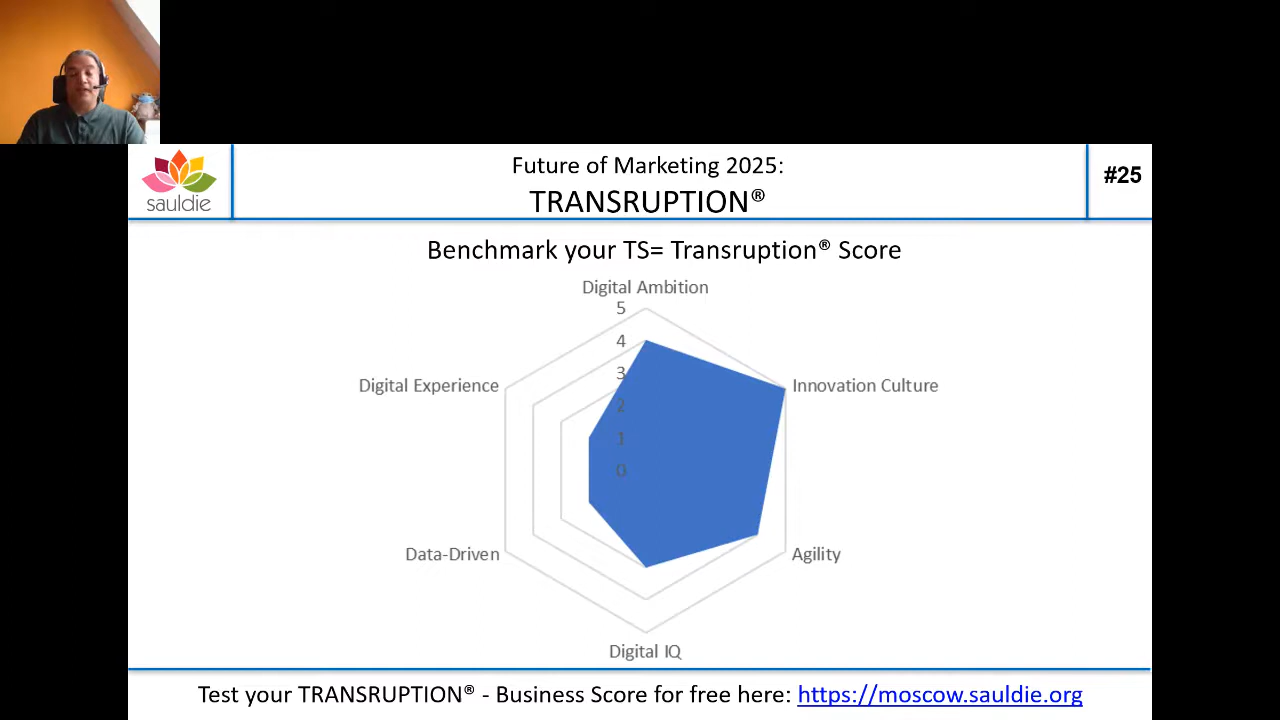 sauldie
Future of Marketing 2025:
TRANSRUPTION®
#25
Benchmark your TS= Transruption® Score
Digital Ambition
5
4
3
2
1
0
Digital Experience
Innovation Culture
Data-Driven
Agility
Digital IQ
Test your TRANSRUPTION® - Business Score for free here: https://moscow.sauldie.org